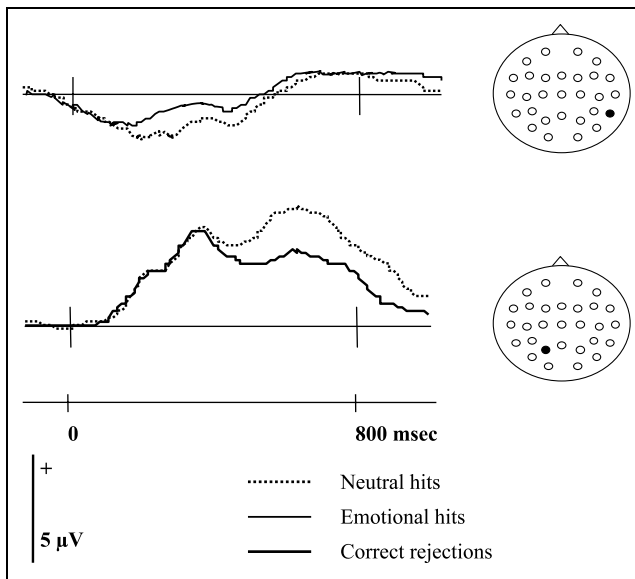 0
800 msec
+
5 µV
Neutral hits
Emotional hits
Correct rejections